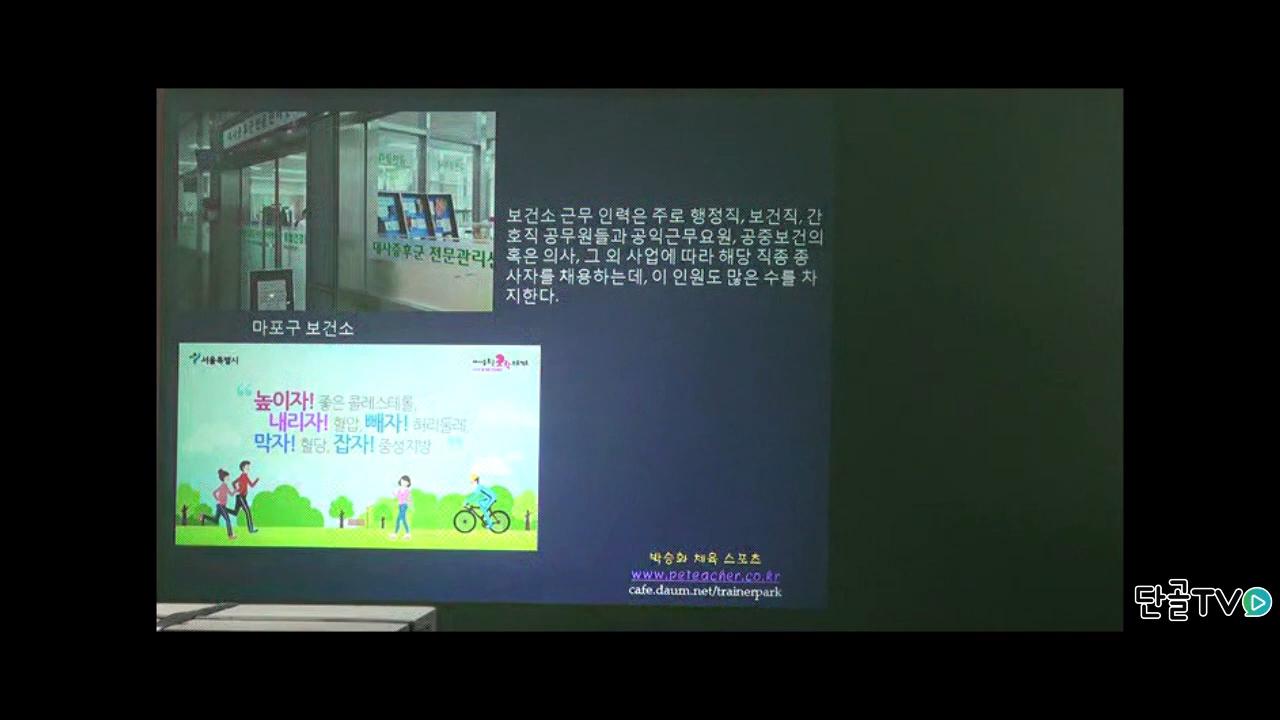 대사증후군 전문관리
보건소 근무 인력은 주로 행정직, 보건직, 간
호직 공무원들과 공익근무요원, 공중보건의
혹은 의사, 그 외 사업에 따라 해당 직종 종
사자를 채용하는데, 이 인원도 많은 수를 차
지한다.
마포구 보건소
서울특별시
“높이자! 좋은 콜레스테롤,
내리자! 혈압, 빼자! 허리둘레,
막자! 혈당, 잡자! 중성지방”
박승화 체육 스포츠
www.peteacher.co.kr
cafe.daum.net/trainerpark
단골TV